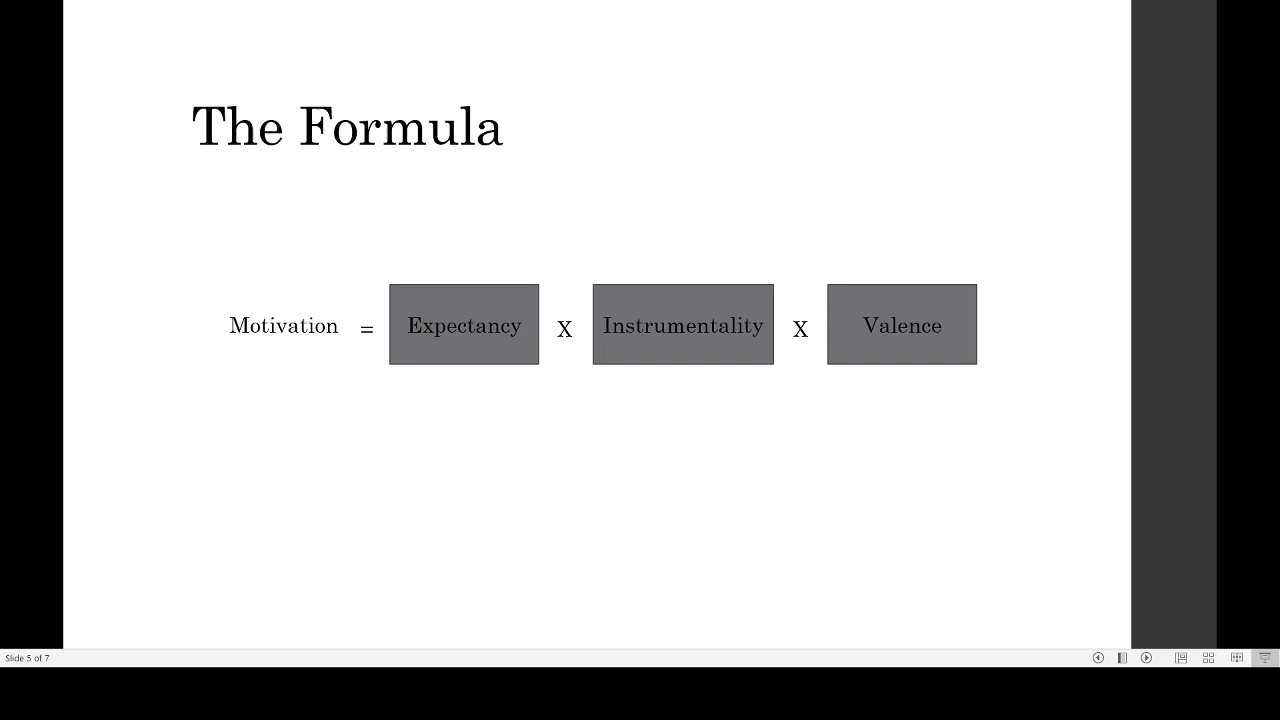 The Formula
Motivation = Expectancy X Instrumentality X Valence
Slide 5 of 7